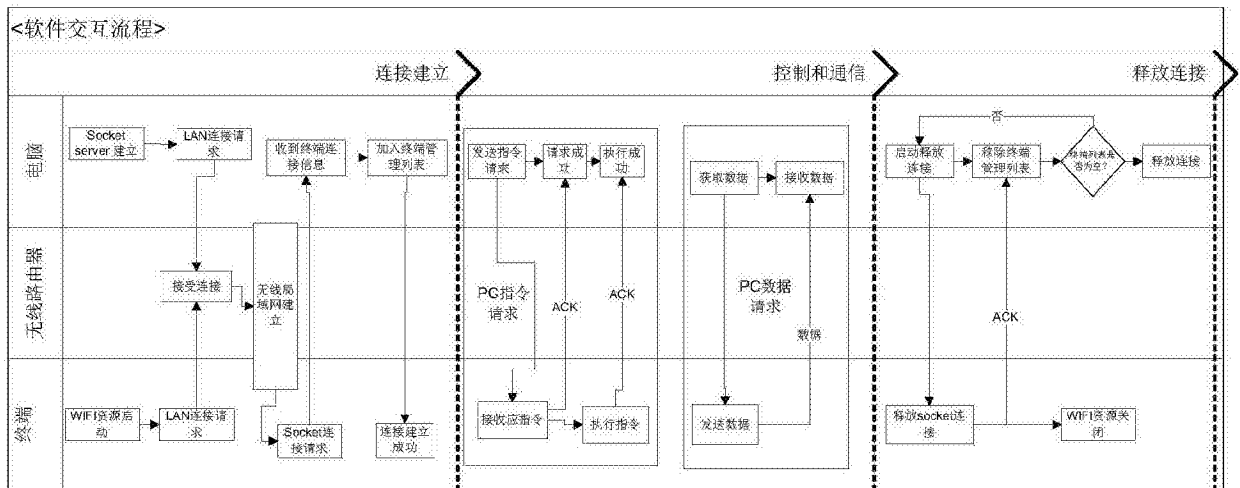 <软件交互流程>
连接建立
控制和通信
释放连接
电脑
Socket
server 建立
LAN连接请
求
收到终端连
接信息
加入终端管
理列表
发送指令
请求
请求成
功
执行成
功
获取数据
接收数据
否
启动释放
连接
移除终端
管理列表
终端列表是
否为空?
释放连接
无线路由器
接受连接
无线局
域网建
立
PC指令
请求
ACK
ACK
PC数据
请求
数据
ACK
终端
WIFI资源启
动
LAN连接请
求
Socket连
接请求
连接建立
成功
接收应指令
执行指令
发送数据
释放socket连
接
WIFI资源关
闭